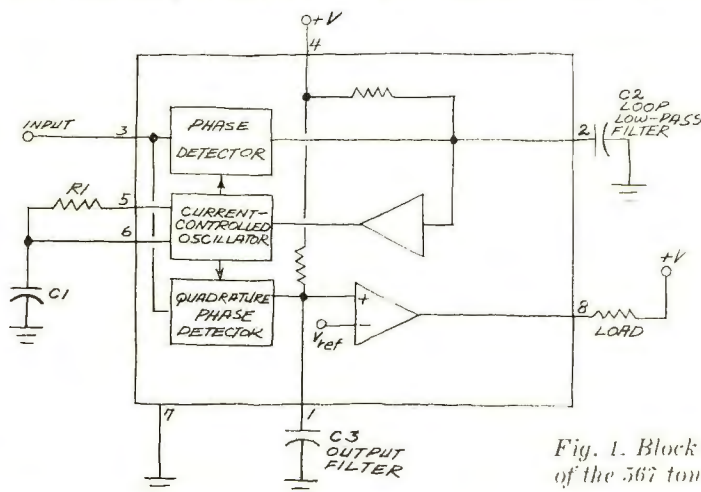 +V
4
INPUT
3
PHASE
DETECTOR
C2
LOOP
LOW-PASS
FILTER
2
R1
5
CURRENT-
CONTROLLED
OSCILLATOR
6
C1
QUADRATURE
PHASE
DETECTOR
+
−
Vref
+V
8
LOAD
7
1
C3
OUTPUT
FILTER
Fig. 1. Block
of the 567 ton